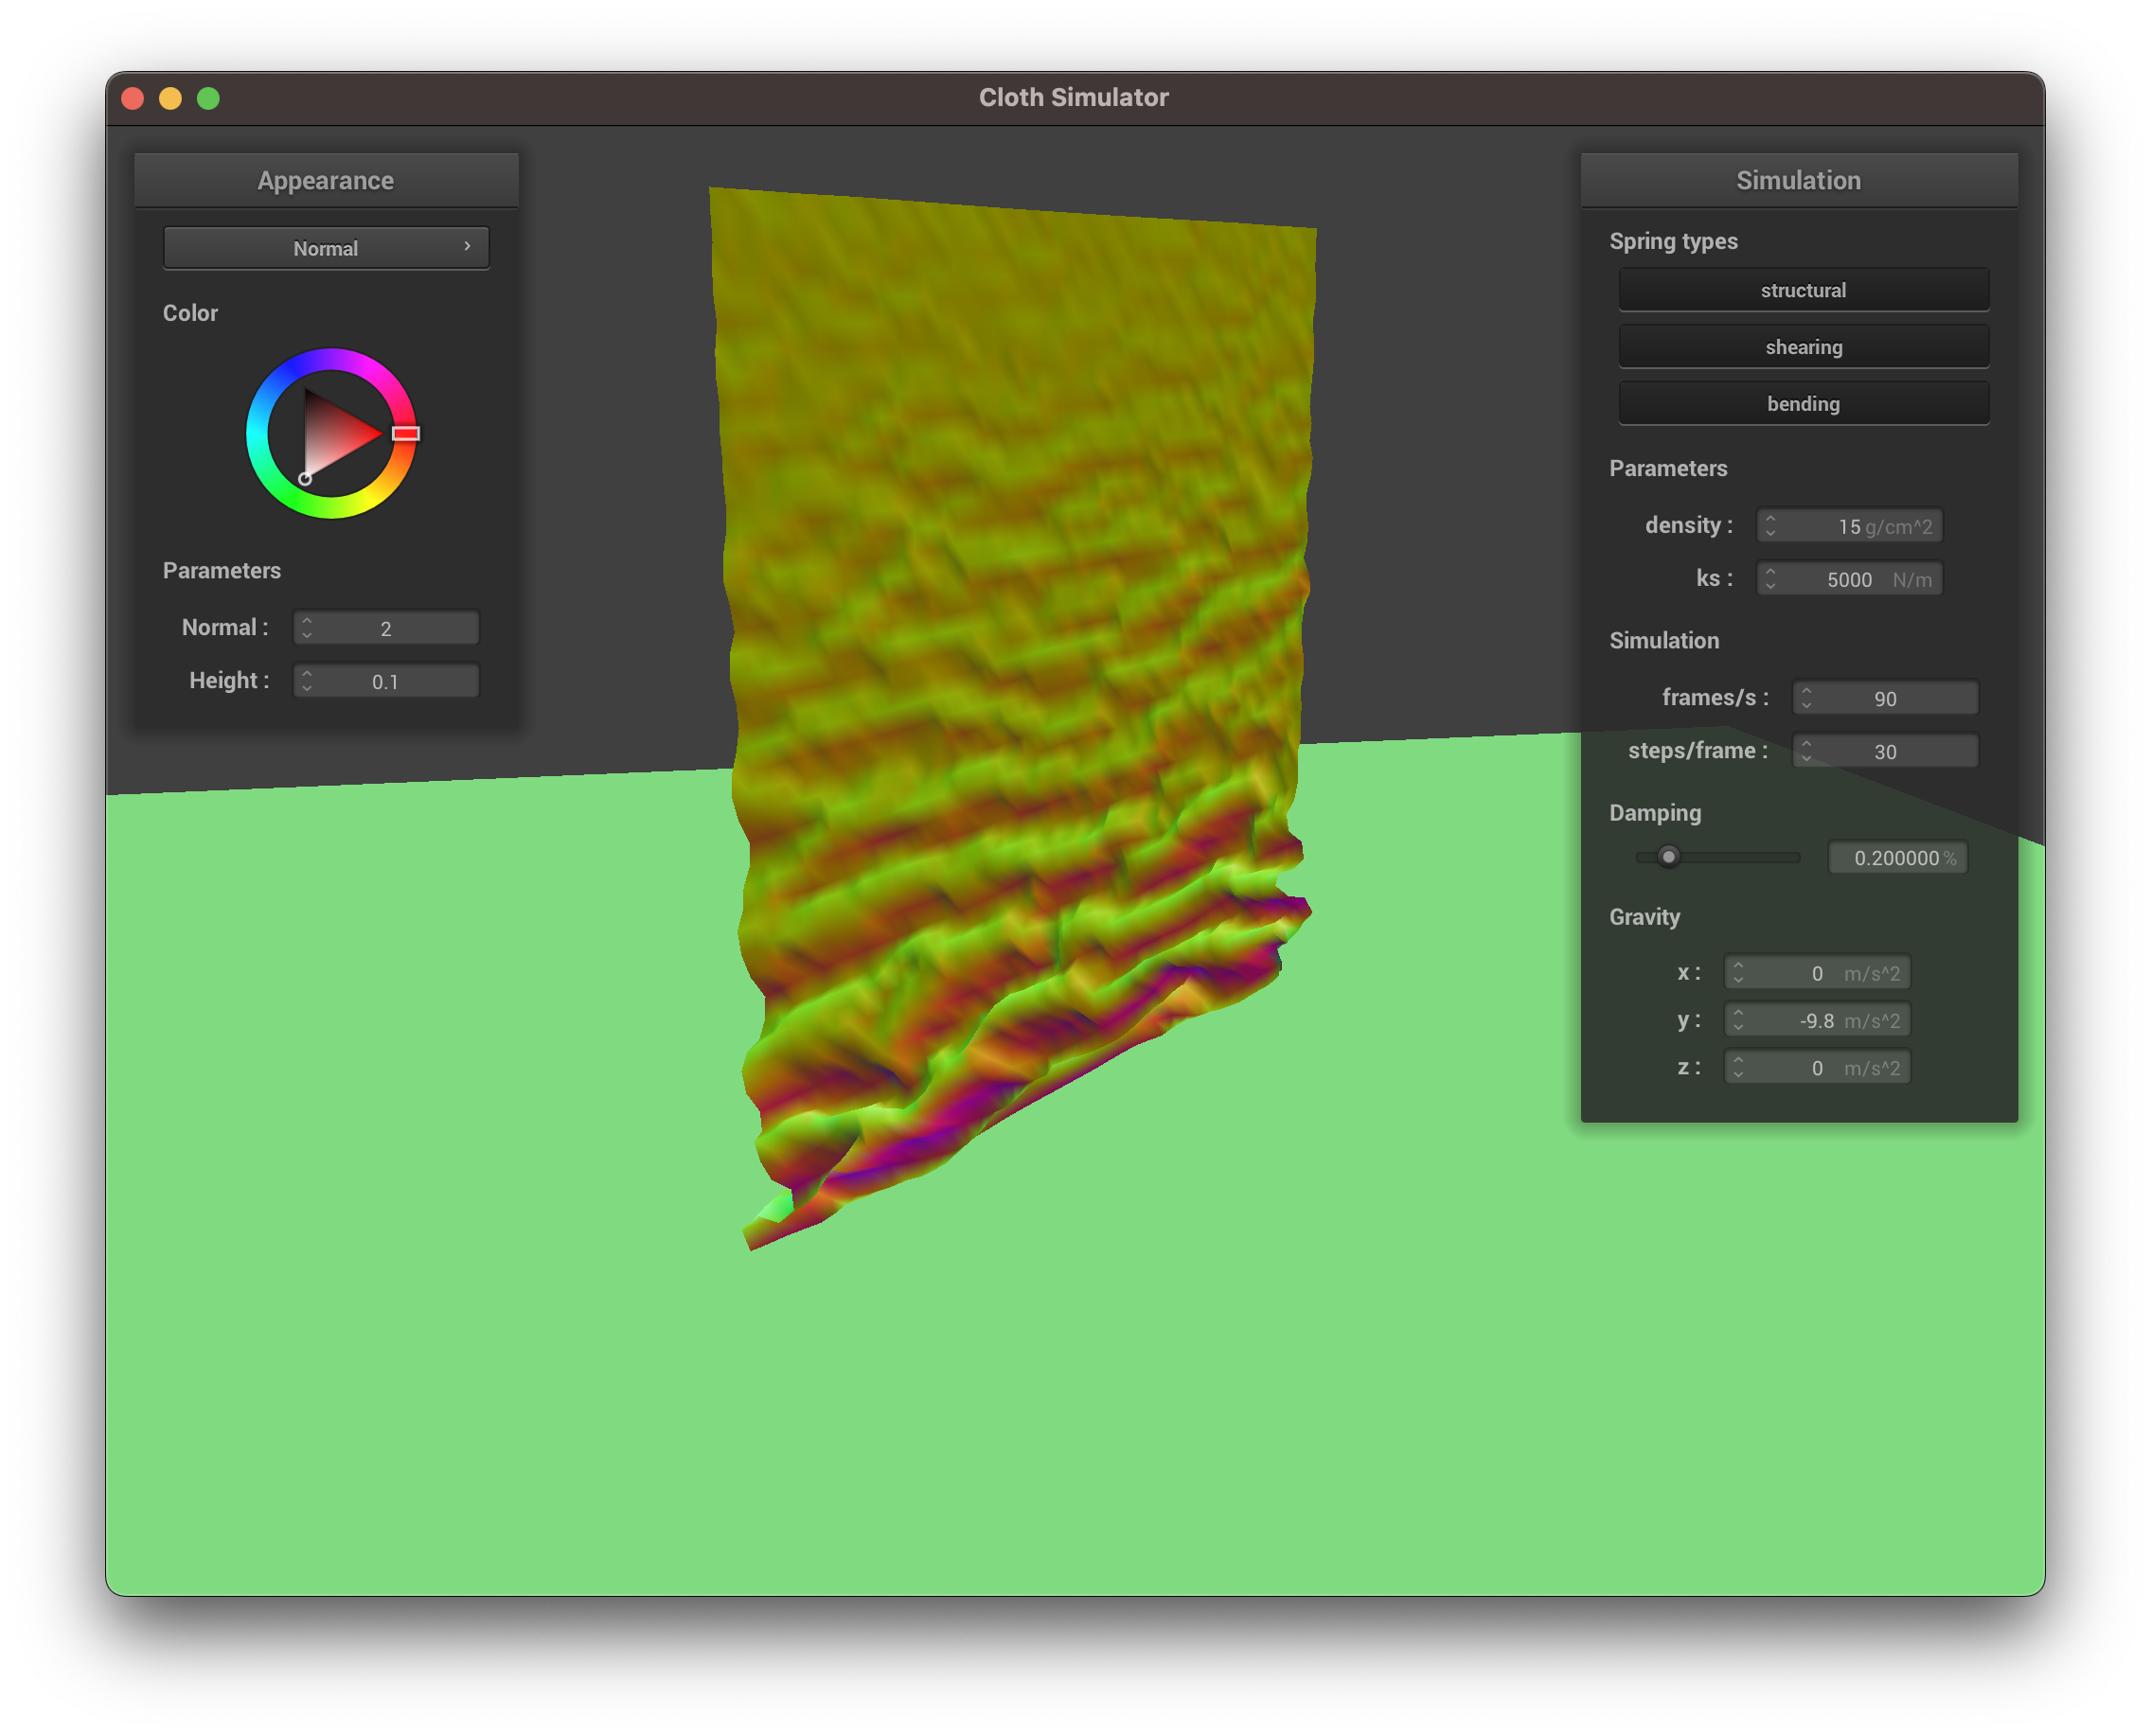 Cloth Simulator
Appearance
Normal
Color
Parameters
Normal : 2
Height : 0.1
Simulation
Spring types
structural
shearing
bending
Parameters
density : 15 g/cm^2
ks : 5000 N/m
Simulation
frames/s : 90
steps/frame : 30
Damping
0.200000 %
Gravity
x : 0 m/s^2
y : -9.8 m/s^2
z : 0 m/s^2